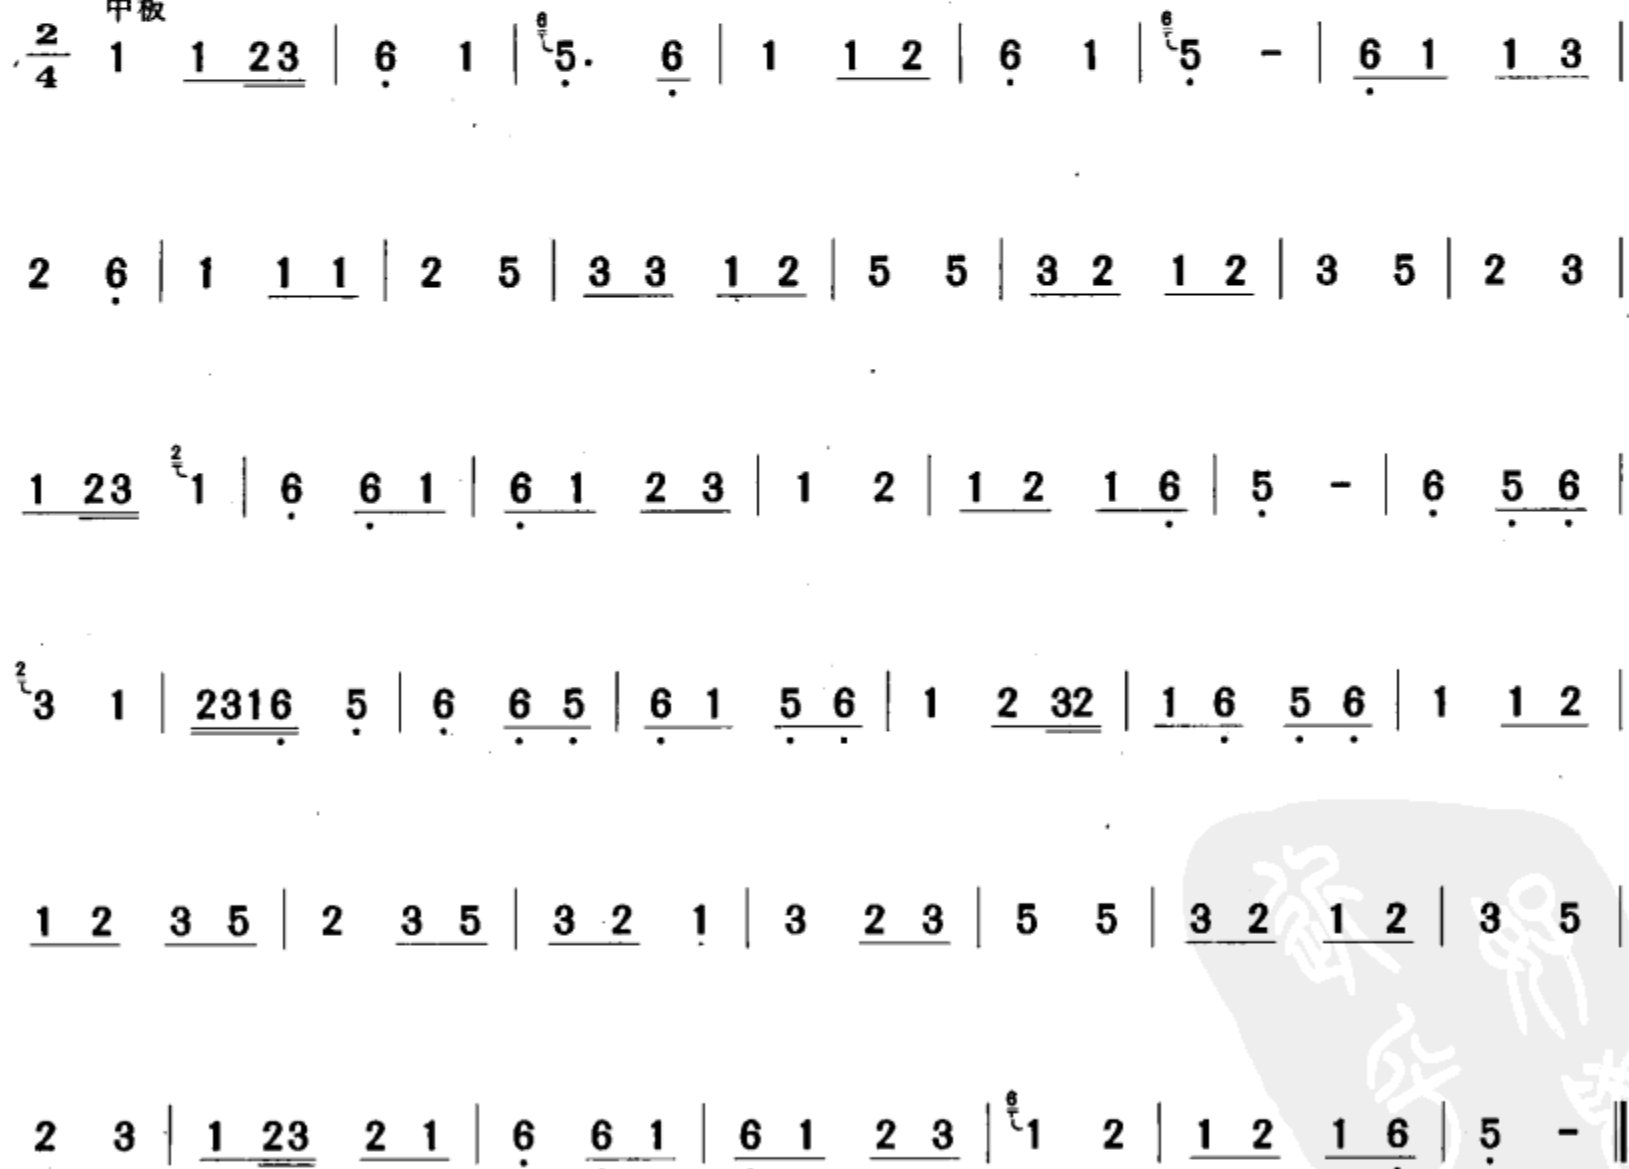 中板
2/4 1 1 23 | 6̣ 1 | ⁶5̣. 6̣ | 1 1 2 | 6̣ 1 | ⁶5̣ - | 6̣ 1 1 3 |
2 6̣ | 1 1 1 | 2 5 | 3 3 1 2 | 5 5 | 3 2 1 2 | 3 5 | 2 3 |
1 23 ²1 | 6̣ 6̣ 1 | 6̣ 1 2 3 | 1 2 | 1 2 1 6̣ | 5̣ - | 6̣ 5̣ 6̣ |
²3 1 | 2316̣ 5̣ | 6̣ 6̣ 5̣ | 6̣ 1 5̣ 6̣ | 1 2 32 | 1 6̣ 5̣ 6̣ | 1 1 2 |
1 2 3 5 | 2 3 5 | 3 2 1 | 3 2 3 | 5 5 | 3 2 1 2 | 3 5 |
2 3 | 1 23 2 1 | 6̣ 6̣ 1 | 6̣ 1 2 3 | ⁶1 2 | 1 2 1 6̣ | 5̣ - ‖